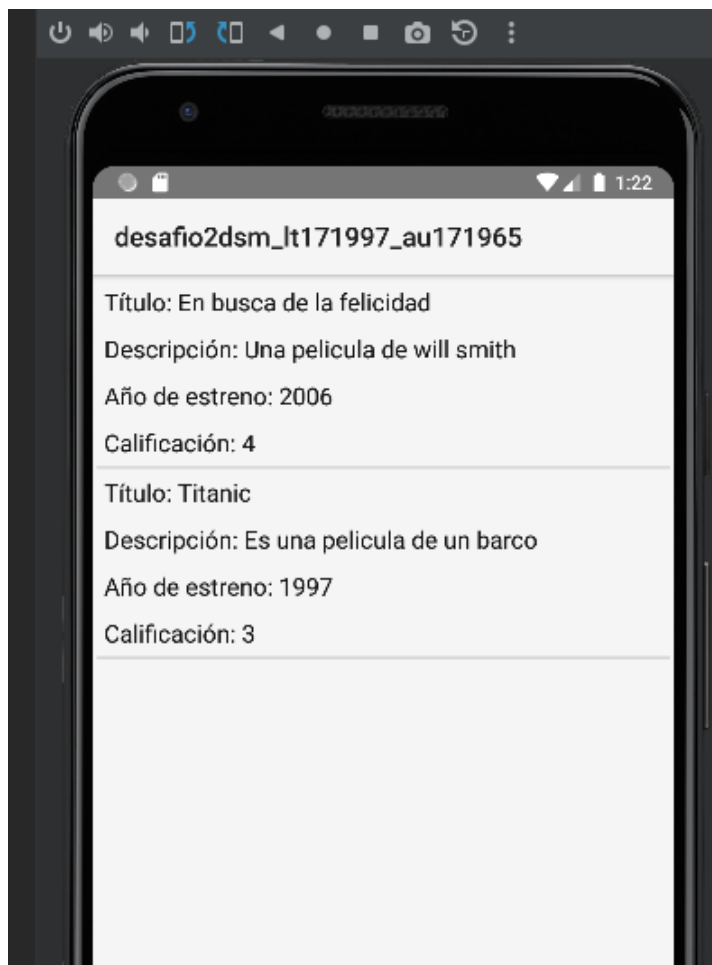 1:22
desafio2dsm_lt171997_au171965
Título: En busca de la felicidad
Descripción: Una pelicula de will smith
Año de estreno: 2006
Calificación: 4
Título: Titanic
Descripción: Es una pelicula de un barco
Año de estreno: 1997
Calificación: 3